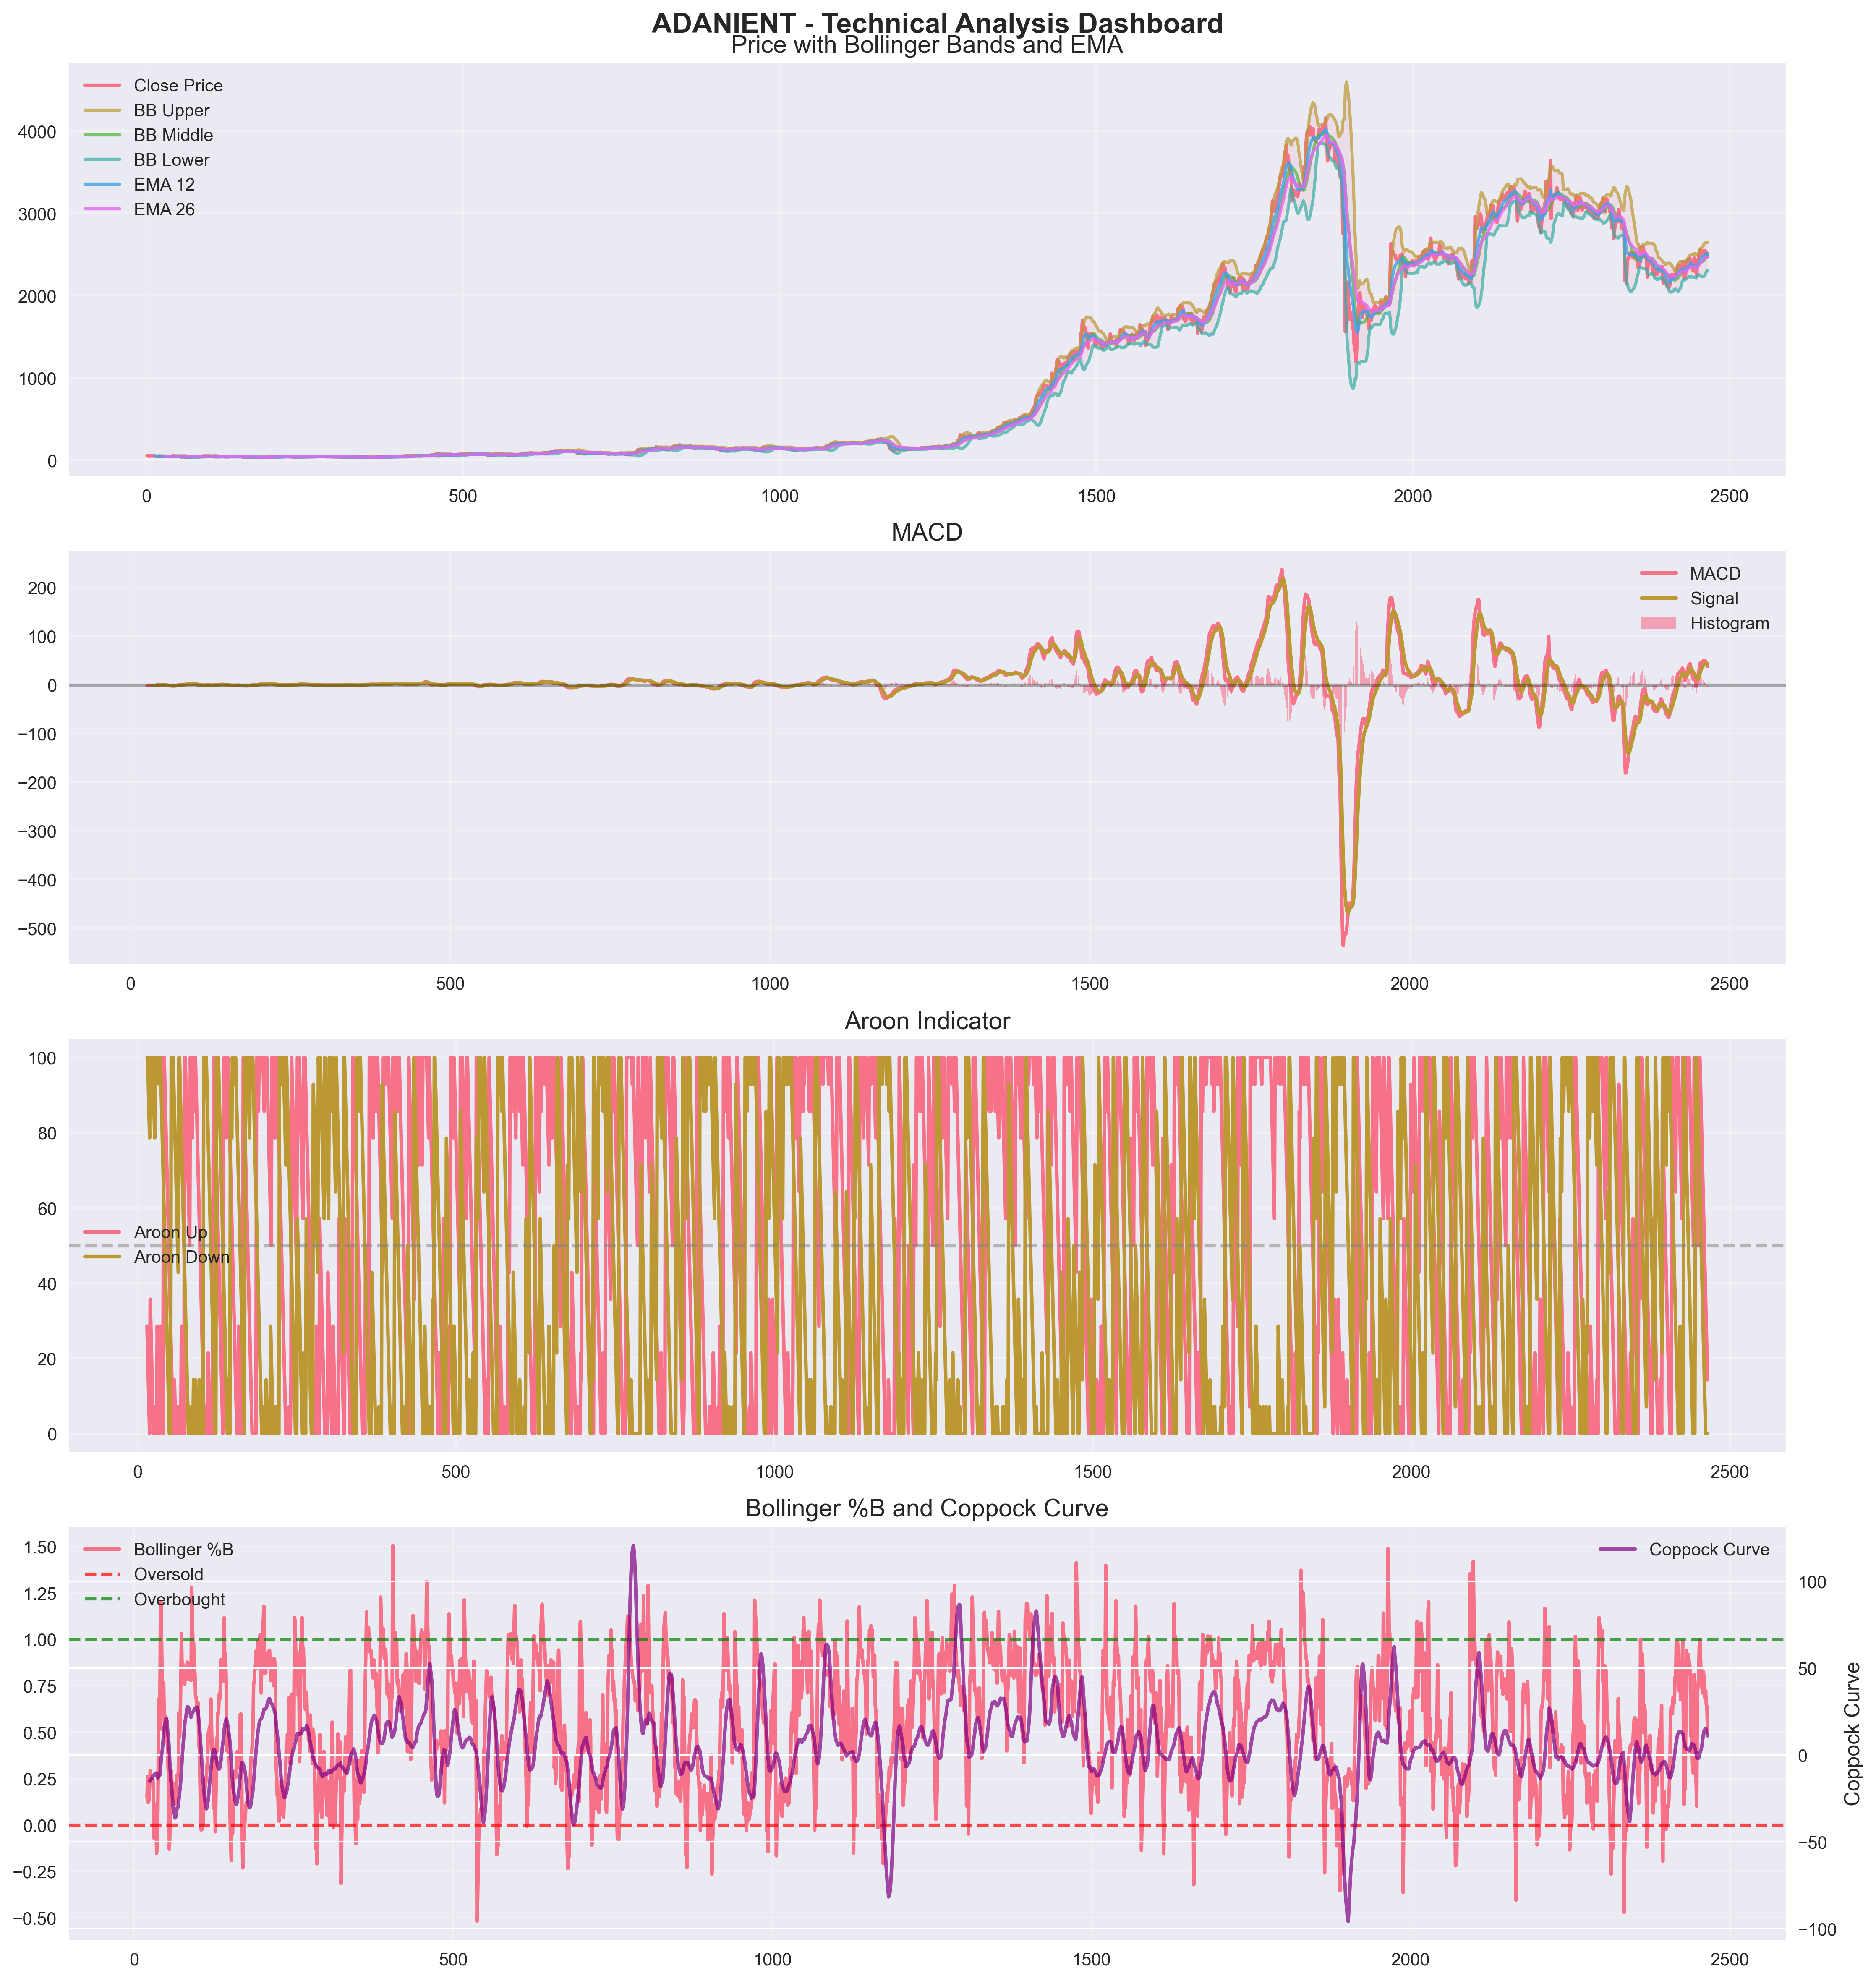 ADANIENT - Technical Analysis Dashboard
Price with Bollinger Bands and EMA
Close Price
BB Upper
BB Middle
BB Lower
EMA 12
EMA 26
4000
3000
2000
1000
0
0 500 1000 1500 2000 2500
MACD
MACD
Signal
Histogram
200
100
0
−100
−200
−300
−400
−500
0 500 1000 1500 2000 2500
Aroon Indicator
100
80
60
40
20
0
Aroon Up
Aroon Down
0 500 1000 1500 2000 2500
Bollinger %B and Coppock Curve
Bollinger %B
Oversold
Overbought
Coppock Curve
1.50
1.25
1.00
0.75
0.50
0.25
0.00
−0.25
−0.50
100
50
0
−50
−100
Coppock Curve
0 500 1000 1500 2000 2500